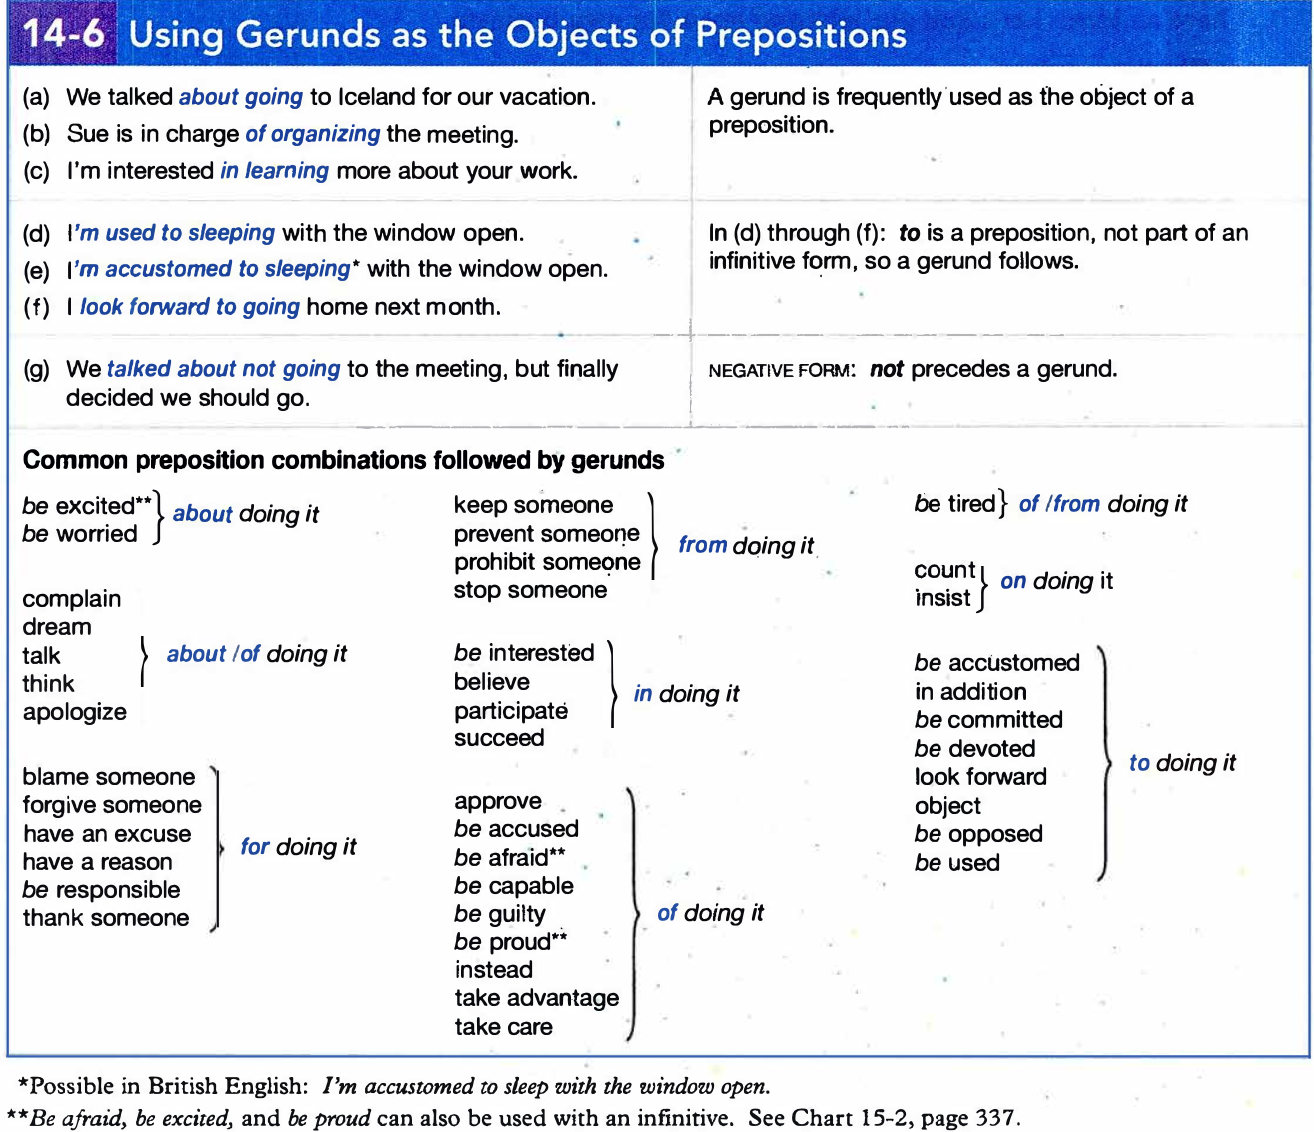 14-6 Using Gerunds as the Objects of Prepositions
(a) We talked about going to Iceland for our vacation.
(b) Sue is in charge of organizing the meeting.
(c) I'm interested in learning more about your work.
A gerund is frequently used as the object of a
preposition.
(d) I'm used to sleeping with the window open.
(e) I'm accustomed to sleeping* with the window open.
(f) I look forward to going home next month.
In (d) through (f): to is a preposition, not part of an
infinitive form, so a gerund follows.
(g) We talked about not going to the meeting, but finally
decided we should go.
NEGATIVE FORM: not precedes a gerund.
Common preposition combinations followed by gerunds
be excited**
be worried
about doing it
complain
dream
talk
think
apologize
about /of doing it
blame someone
forgive someone
have an excuse
have a reason
be responsible
thank someone
for doing it
keep someone
prevent someone
prohibit someone
stop someone
from doing it
be interested
believe
participate
succeed
in doing it
approve
be accused
be afraid**
be capable
be guilty
be proud**
instead
take advantage
take care
of doing it
be tired} of /from doing it
count
insist
on doing it
be accustomed
in addition
be committed
be devoted
look forward
object
be opposed
be used
to doing it
*Possible in British English: I'm accustomed to sleep with the window open.
**Be afraid, be excited, and be proud can also be used with an infinitive. See Chart 15-2, page 337.